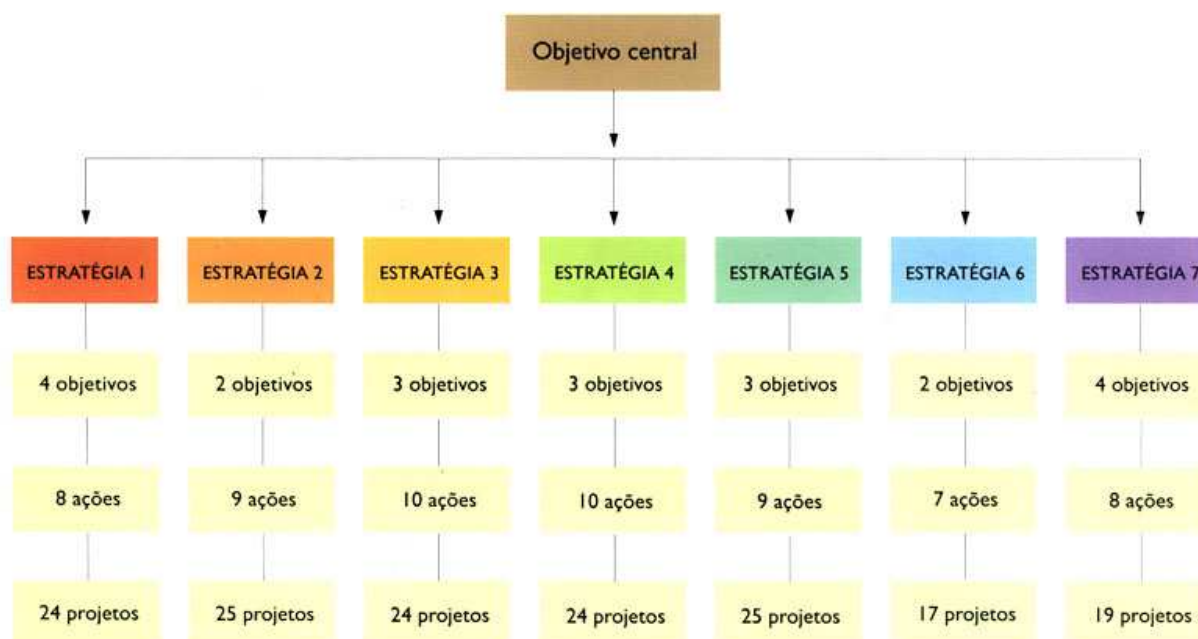 Objetivo central
ESTRATÉGIA 1
ESTRATÉGIA 2
ESTRATÉGIA 3
ESTRATÉGIA 4
ESTRATÉGIA 5
ESTRATÉGIA 6
ESTRATÉGIA 7
4 objetivos
2 objetivos
3 objetivos
3 objetivos
3 objetivos
2 objetivos
4 objetivos
8 ações
9 ações
10 ações
10 ações
9 ações
7 ações
8 ações
24 projetos
25 projetos
24 projetos
24 projetos
25 projetos
17 projetos
19 projetos